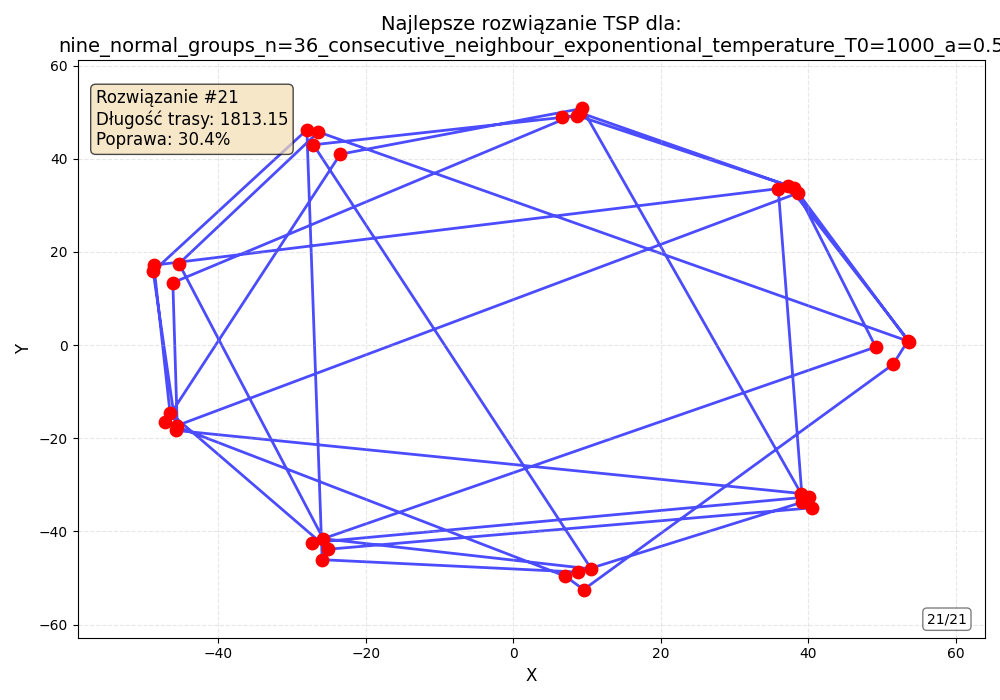 Najlepsze rozwiązanie TSP dla:
nine_normal_groups_n=36_consecutive_neighbour_exponentional_temperature_T0=1000_a=0.5
Rozwiązanie #21
Długość trasy: 1813.15
Poprawa: 30.4%
60
40
20
0
−20
−40
−60
Y
21/21
−40
−20
0
20
40
60
X